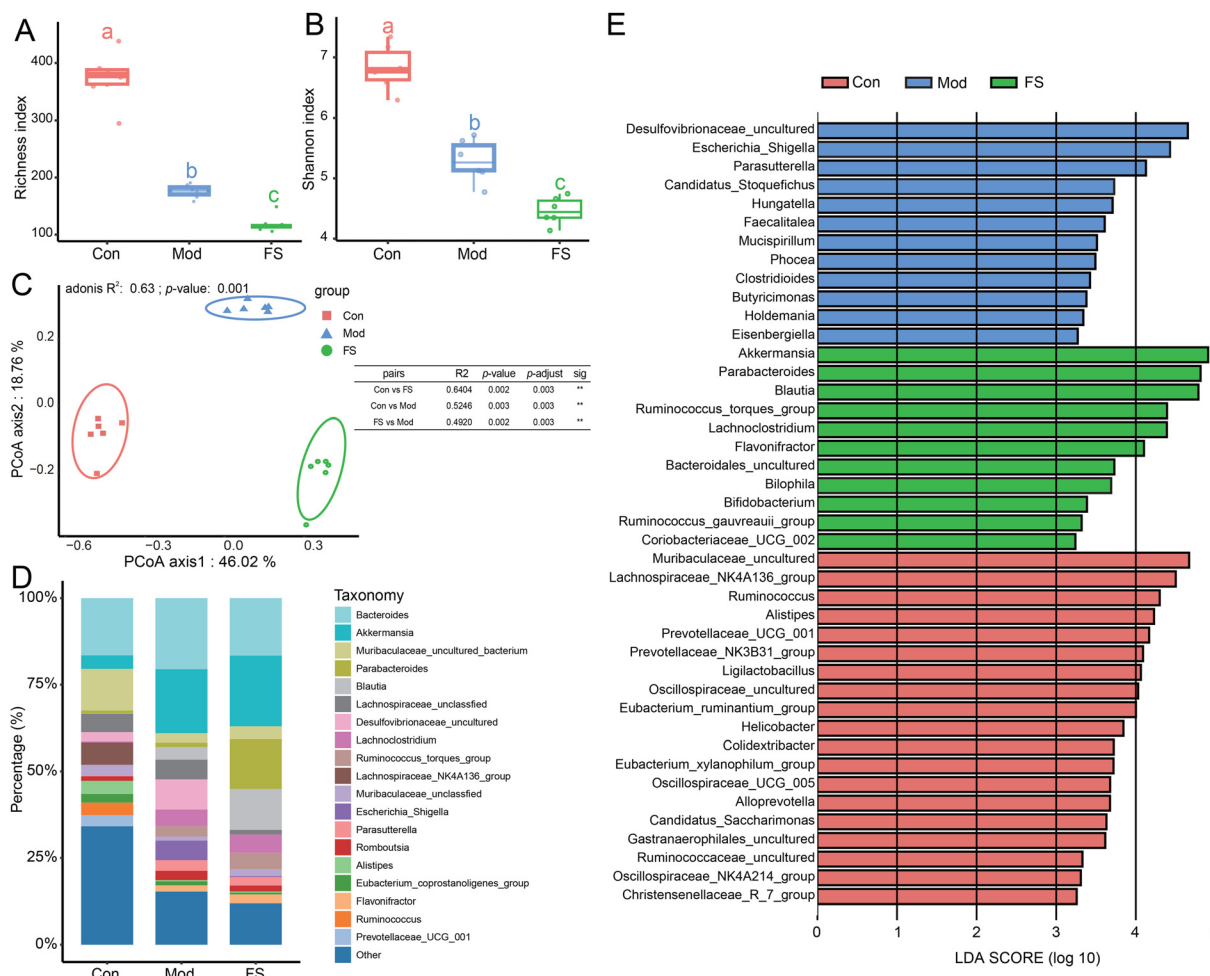 A
Richness index
400
300
200
100
a
b
c
Con Mod FS
B
Shannon index
7
6
5
4
a
b
c
Con Mod FS
C
adonis R²: 0.63 ; p-value: 0.001
PCoA axis2 : 18.76 %
0.2
0.0
−0.2
−0.6 −0.3 0.0 0.3
PCoA axis1 : 46.02 %
group
Con
Mod
FS
pairs R2 p-value p-adjust sig
Con vs FS 0.6404 0.002 0.003 **
Con vs Mod 0.5246 0.003 0.003 **
FS vs Mod 0.4920 0.002 0.003 **
D
Percentage (%)
100%
75%
50%
25%
0%
Con Mod FS
Taxonomy
Bacteroides
Akkermansia
Muribaculaceae_uncultured_bacterium
Parabacteroides
Blautia
Lachnospiraceae_unclassfied
Desulfovibrionaceae_uncultured
Lachnoclostridium
Ruminococcus_torques_group
Lachnospiraceae_NK4A136_group
Muribaculaceae_unclassfied
Escherichia_Shigella
Parasutterella
Romboutsia
Alistipes
Eubacterium_coprostanoligenes_group
Flavonifractor
Ruminococcus
Prevotellaceae_UCG_001
Other
E
Con Mod FS
Desulfovibrionaceae_uncultured
Escherichia_Shigella
Parasutterella
Candidatus_Stoquefichus
Hungatella
Faecalitalea
Mucispirillum
Phocea
Clostridioides
Butyricimonas
Holdemania
Eisenbergiella
Akkermansia
Parabacteroides
Blautia
Ruminococcus_torques_group
Lachnoclostridium
Flavonifractor
Bacteroidales_uncultured
Bilophila
Bifidobacterium
Ruminococcus_gauvreauii_group
Coriobacteriaceae_UCG_002
Muribaculaceae_uncultured
Lachnospiraceae_NK4A136_group
Ruminococcus
Alistipes
Prevotellaceae_UCG_001
Prevotellaceae_NK3B31_group
Ligilactobacillus
Oscillospiraceae_uncultured
Eubacterium_ruminantium_group
Helicobacter
Colidextribacter
Eubacterium_xylanophilum_group
Oscillospiraceae_UCG_005
Alloprevotella
Candidatus_Saccharimonas
Gastranaerophilales_uncultured
Ruminococcaceae_uncultured
Oscillospiraceae_NK4A214_group
Christensenellaceae_R_7_group
0 1 2 3 4
LDA SCORE (log 10)